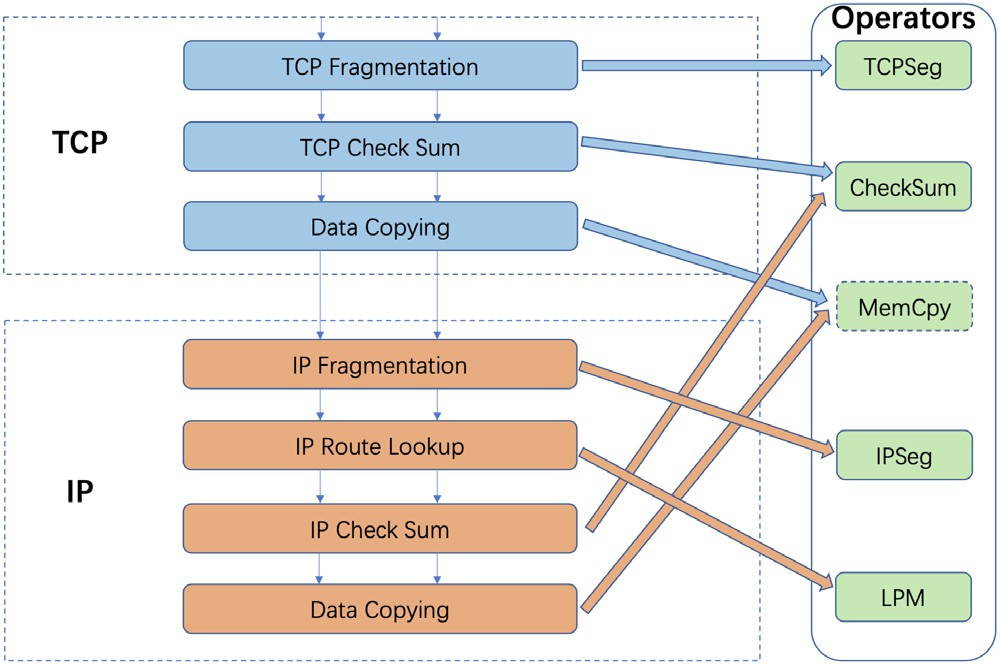 Operators
TCP
TCP Fragmentation
TCP Check Sum
Data Copying
IP
IP Fragmentation
IP Route Lookup
IP Check Sum
Data Copying
TCPSeg
CheckSum
MemCpy
IPSeg
LPM